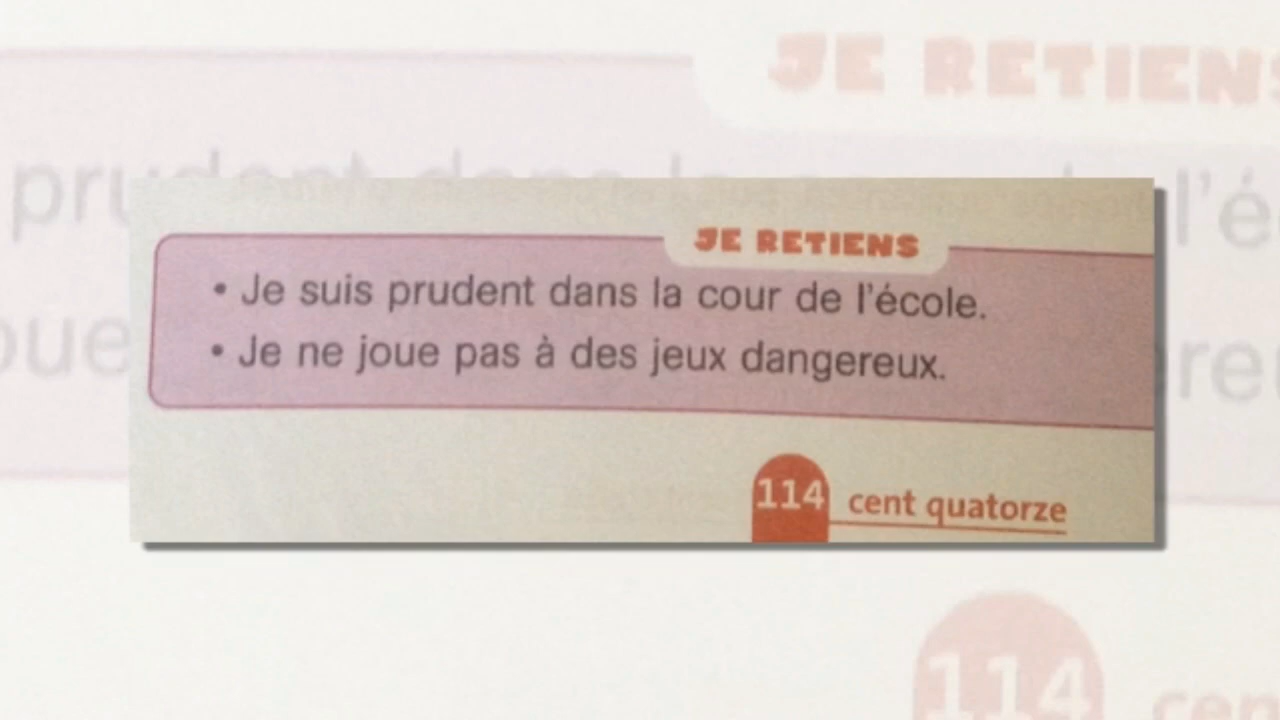 JE RETIENS
• Je suis prudent dans la cour de l'école.
• Je ne joue pas à des jeux dangereux.
114 cent quatorze